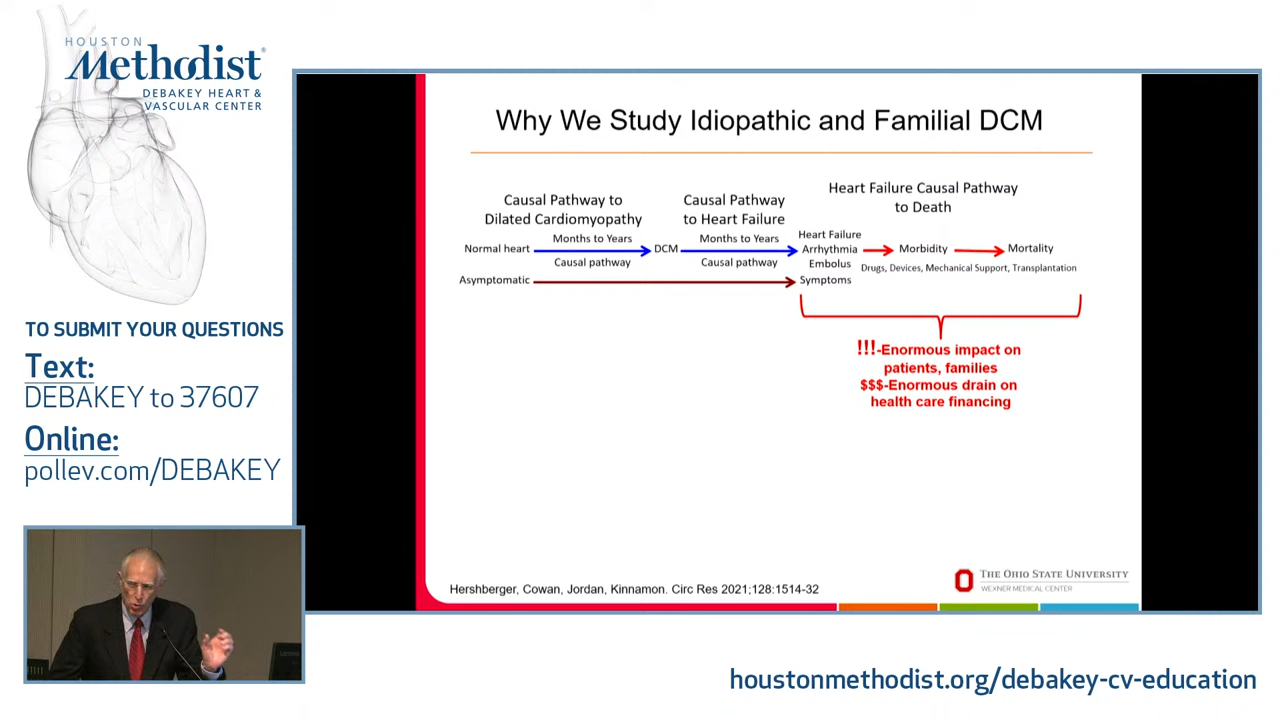 HOUSTON
Methodist®
DEBAKEY HEART &
VASCULAR CENTER
TO SUBMIT YOUR QUESTIONS
Text:
DEBAKEY to 37607
Online:
pollev.com/DEBAKEY
Why We Study Idiopathic and Familial DCM
Causal Pathway to
Dilated Cardiomyopathy
Causal Pathway
to Heart Failure
Heart Failure Causal Pathway
to Death
Normal heart
Months to Years
Causal pathway
DCM
Months to Years
Causal pathway
Heart Failure
Arrhythmia
Embolus
Symptoms
Morbidity
Mortality
Drugs, Devices, Mechanical Support, Transplantation
Asymptomatic
!!!-Enormous impact on
patients, families
$$$-Enormous drain on
health care financing
Hershberger, Cowan, Jordan, Kinnamon. Circ Res 2021;128:1514-32
THE OHIO STATE UNIVERSITY
WEXNER MEDICAL CENTER
houstonmethodist.org/debakey-cv-education